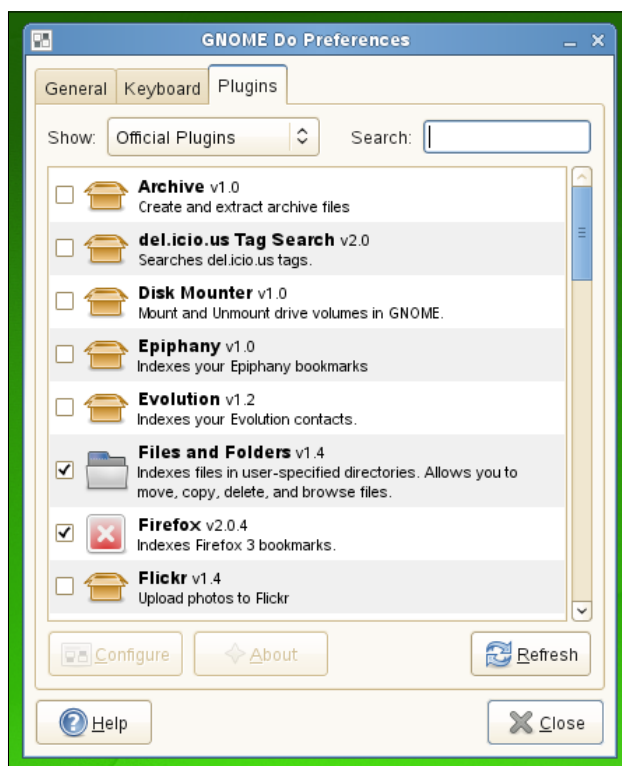 GNOME Do Preferences
General Keyboard Plugins
Show: Official Plugins Search:
Archive v1.0
Create and extract archive files
del.icio.us Tag Search v2.0
Searches del.icio.us tags.
Disk Mounter v1.0
Mount and Unmount drive volumes in GNOME.
Epiphany v1.0
Indexes your Epiphany bookmarks
Evolution v1.2
Indexes your Evolution contacts.
Files and Folders v1.4
Indexes files in user-specified directories. Allows you to
move, copy, delete, and browse files.
Firefox v2.0.4
Indexes Firefox 3 bookmarks.
Flickr v1.4
Upload photos to Flickr
Configure About Refresh
Help Close